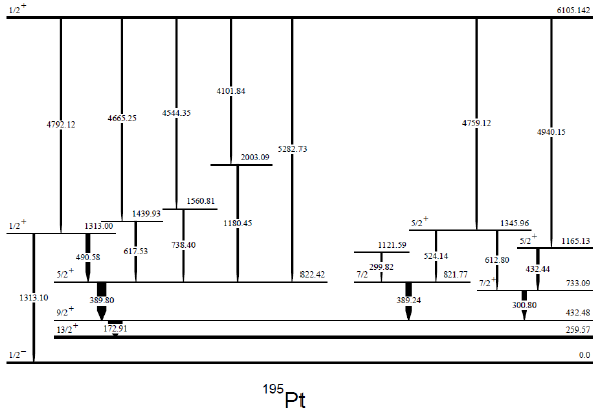 1/2+ 6105.142
4101.84
4792.12 4665.25 4544.35 4759.12
4940.15
5282.73
2003.09
1560.81
1439.93
1/2+ 1313.00 5/2+ 1345.96
5/2+ 1165.13
1121.59
490.58 617.53 738.40 1180.45 299.82 524.14 612.80 432.44
5/2+ 822.42 7/2 821.77
7/2+ 733.09
1313.10 389.80 389.24 300.80
9/2+ 432.48
172.91
13/2+ 259.57
1/2− 0.0
195Pt